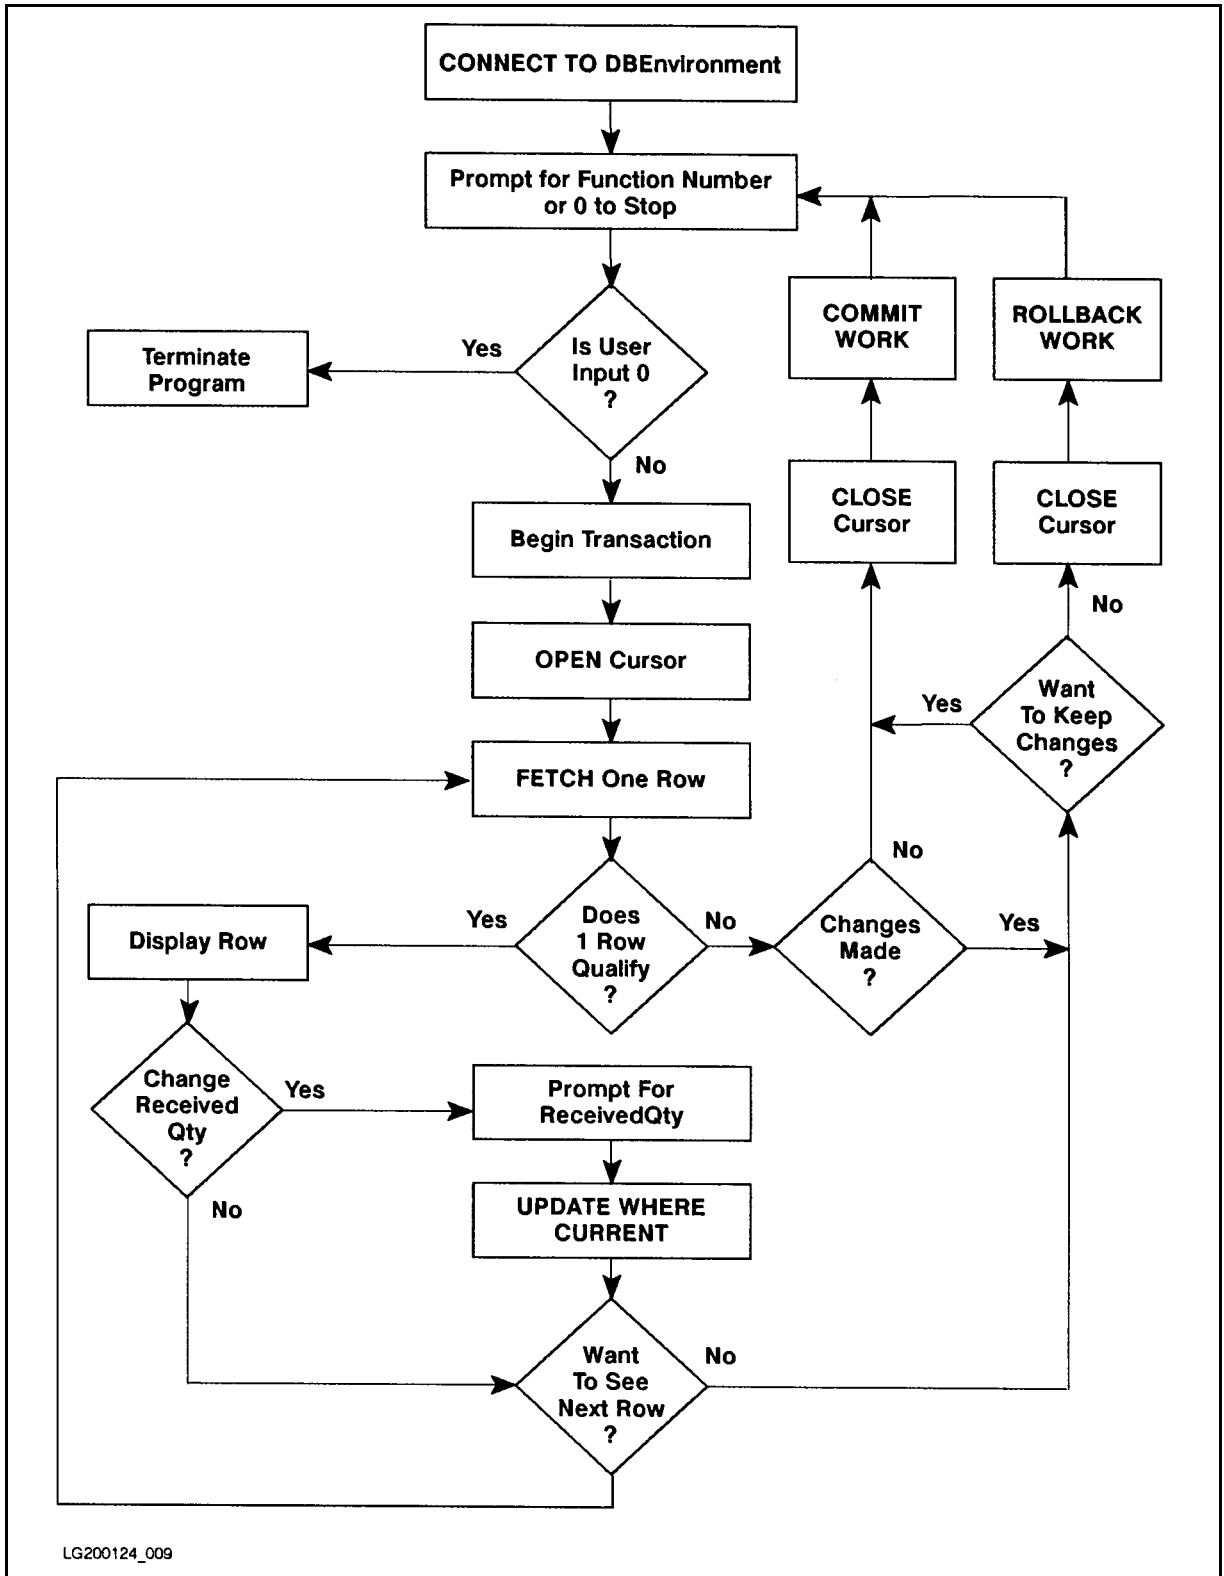 CONNECT TO DBEnvironment
Prompt for Function Number
or 0 to Stop
COMMIT
WORK
ROLLBACK
WORK
Is User
Input 0
?
Yes
Terminate
Program
No
CLOSE
Cursor
CLOSE
Cursor
Begin Transaction
No
OPEN Cursor
Want
To Keep
Changes
?
Yes
FETCH One Row
No
Does
1 Row
Qualify
?
Yes
No
Changes
Made
?
Yes
Display Row
Change
Received
Qty
?
Yes
Prompt For
ReceivedQty
No
UPDATE WHERE
CURRENT
Want
To See
Next Row
?
No
LG200124_009